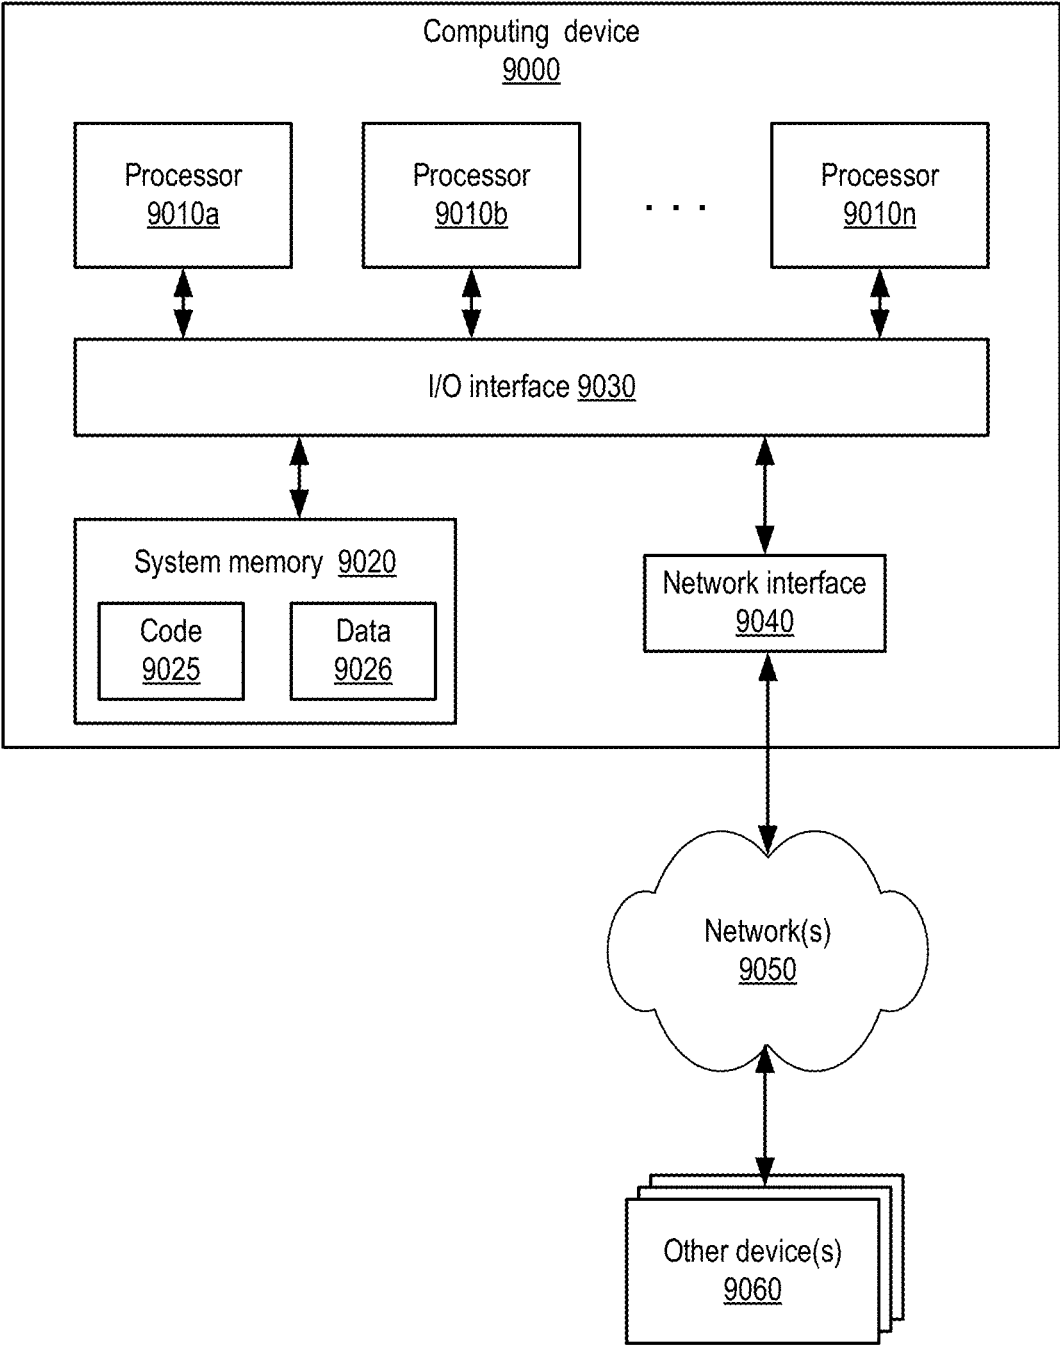 Computing device
9000
Processor
9010a
Processor
9010b
. . .
Processor
9010n
I/O interface 9030
System memory 9020
Code
9025
Data
9026
Network interface
9040
Network(s)
9050
Other device(s)
9060